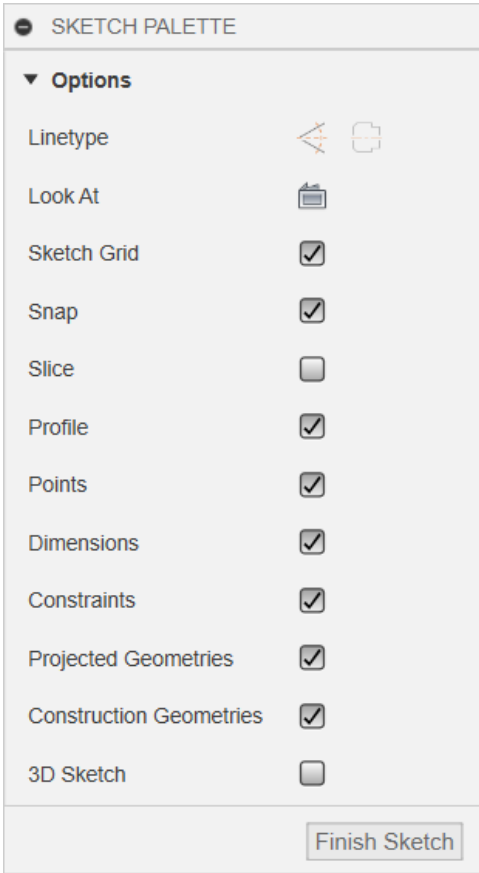 SKETCH PALETTE
Options
Linetype
Look At
Sketch Grid
Snap
Slice
Profile
Points
Dimensions
Constraints
Projected Geometries
Construction Geometries
3D Sketch
Finish Sketch